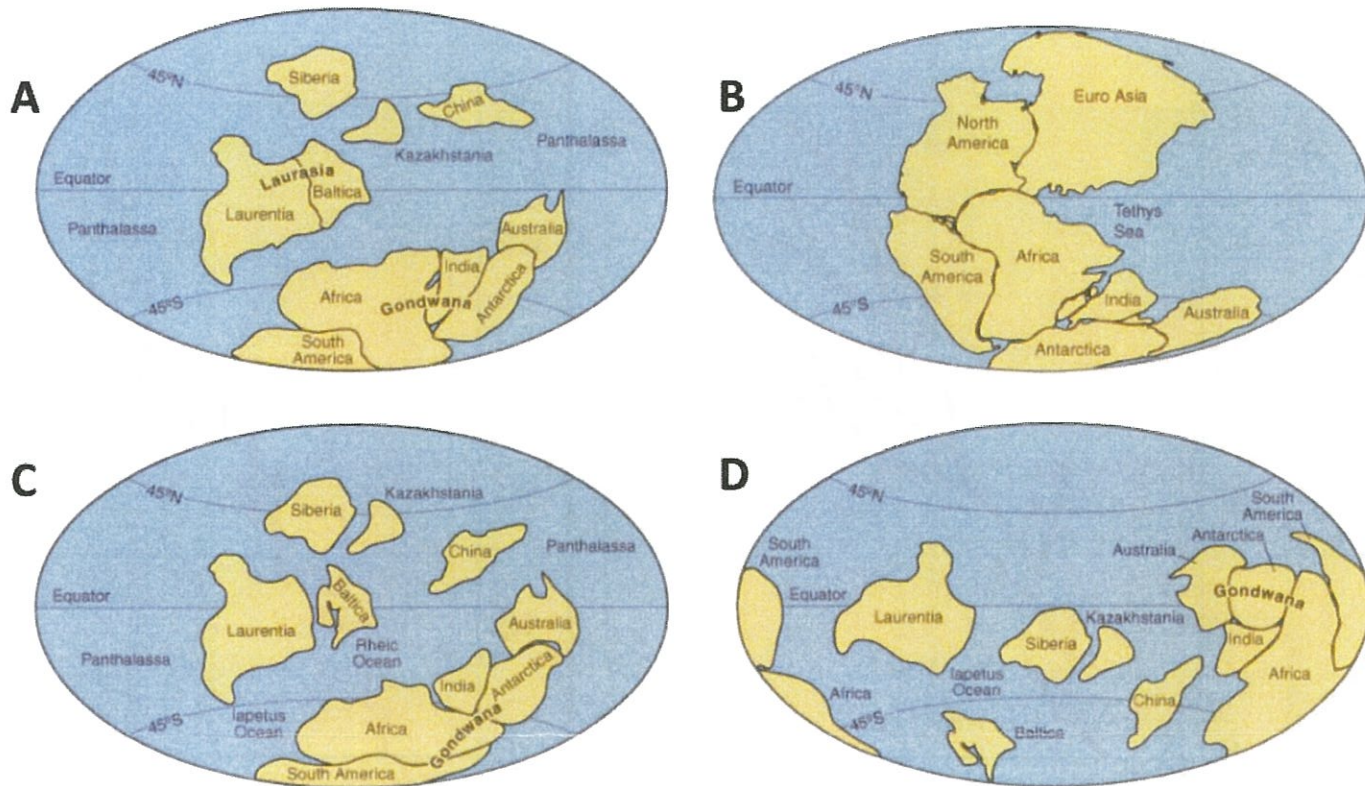 A
45°N
Siberia
China
Panthalassa
Kazakhstania
Equator
Laurasia
Baltica
Laurentia
Panthalassa
Australia
India
Africa
Gondwana
Antarctica
45°S
South
America
B
45°N
Euro Asia
North
America
Equator
Tethys
Sea
South
America
Africa
India
45°S
Australia
Antarctica
C
45°N
Kazakhstania
Siberia
China
Panthalassa
Baltica
Equator
Laurentia
Australia
Rheic
Ocean
Panthalassa
India
Antarctica
Iapetus
Ocean
45°S
Africa
Gondwana
South America
D
45°N
South
America
Antarctica
Australia
South
America
Equator
Gondwana
Laurentia
Kazakhstania
Siberia
India
Iapetus
Ocean
Africa
Africa
China
45°S
Baltica